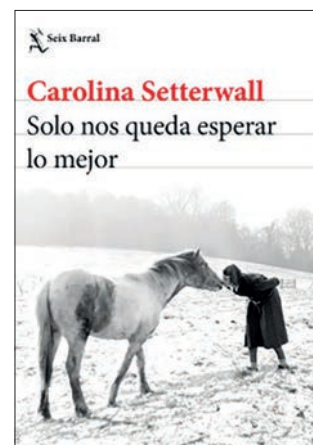 Seix Barral
Carolina Setterwall
Solo nos queda esperar
lo mejor